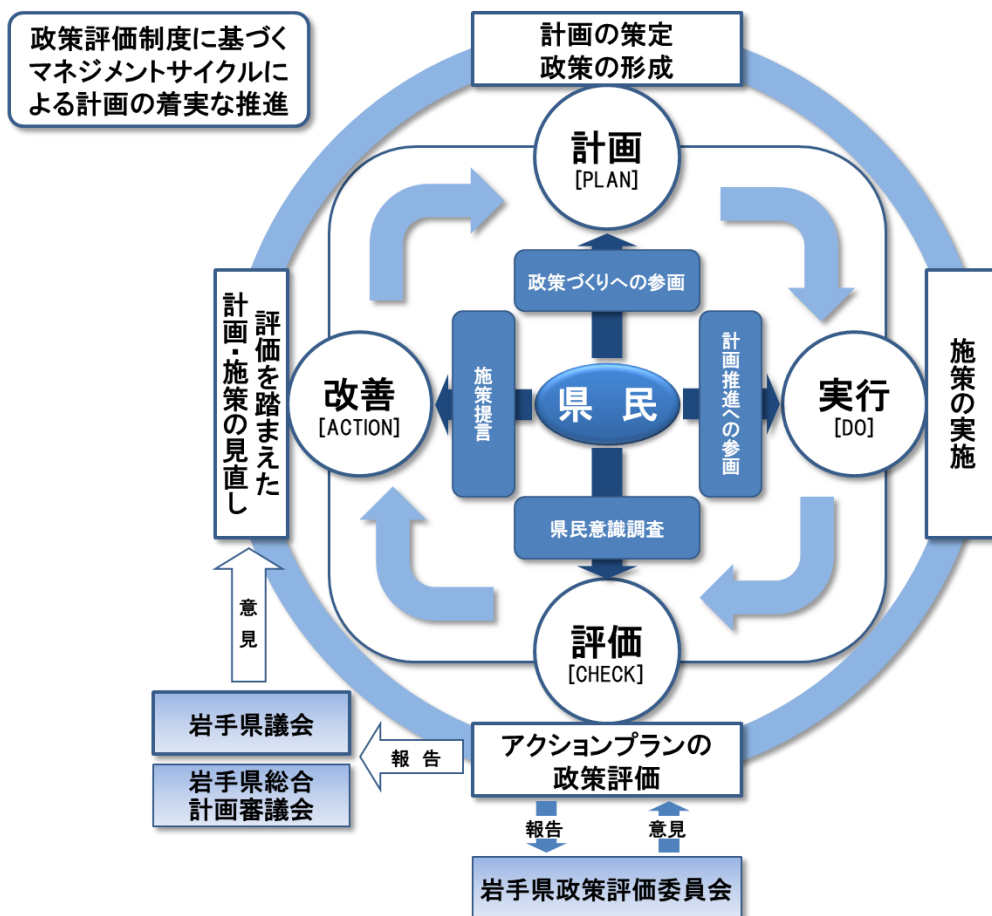 政策評価制度に基づく
マネジメントサイクルに
よる計画の着実な推進
計画の策定
政策の形成
計画
[PLAN]
政策づくりへの参画
評価を踏まえた
計画・施策の見直し
改善
[ACTION]
施策提言
県 民
計画推進への参画
実行
[DO]
施策の実施
県民意識調査
評価
[CHECK]
意見
岩手県議会
岩手県総合
計画審議会
報 告
アクションプランの
政策評価
報告
意見
岩手県政策評価委員会